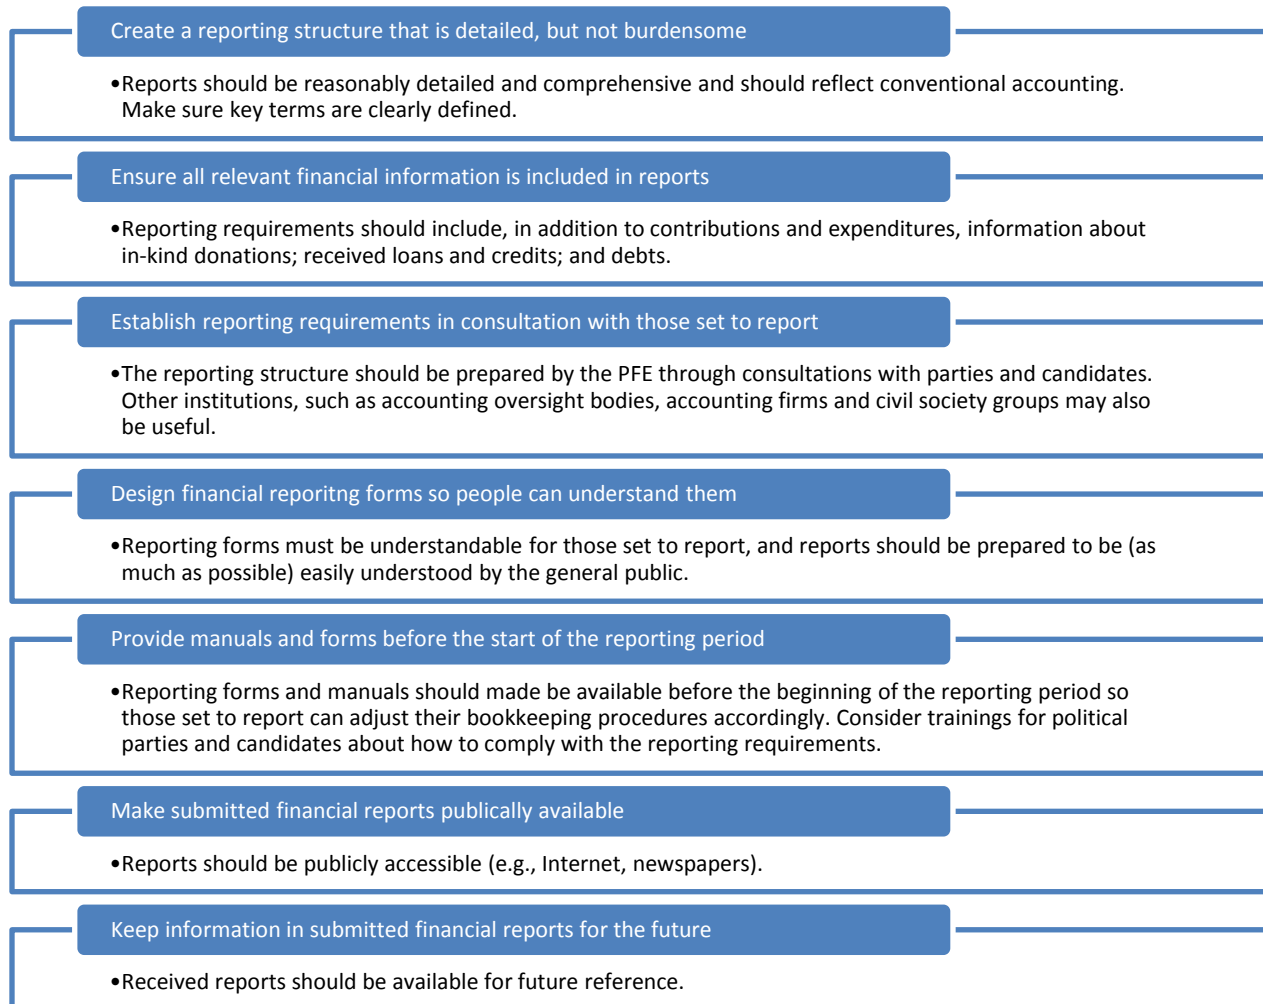 Create a reporting structure that is detailed, but not burdensome
•Reports should be reasonably detailed and comprehensive and should reflect conventional accounting.
Make sure key terms are clearly defined.
Ensure all relevant financial information is included in reports
•Reporting requirements should include, in addition to contributions and expenditures, information about
in-kind donations; received loans and credits; and debts.
Establish reporting requirements in consultation with those set to report
•The reporting structure should be prepared by the PFE through consultations with parties and candidates.
Other institutions, such as accounting oversight bodies, accounting firms and civil society groups may also
be useful.
Design financial reporitng forms so people can understand them
•Reporting forms must be understandable for those set to report, and reports should be prepared to be (as
much as possible) easily understood by the general public.
Provide manuals and forms before the start of the reporting period
•Reporting forms and manuals should made be available before the beginning of the reporting period so
those set to report can adjust their bookkeeping procedures accordingly. Consider trainings for political
parties and candidates about how to comply with the reporting requirements.
Make submitted financial reports publically available
•Reports should be publicly accessible (e.g., Internet, newspapers).
Keep information in submitted financial reports for the future
•Received reports should be available for future reference.